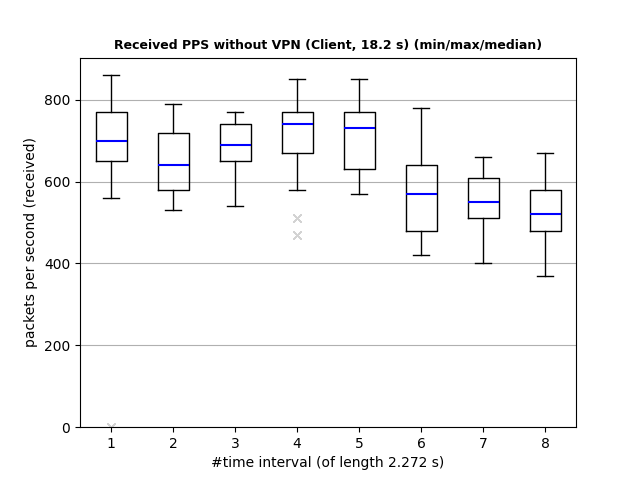 Received PPS without VPN (Client, 18.2 s) (min/max/median)
packets per second (received)
800
600
400
200
0
1 2 3 4 5 6 7 8
#time interval (of length 2.272 s)